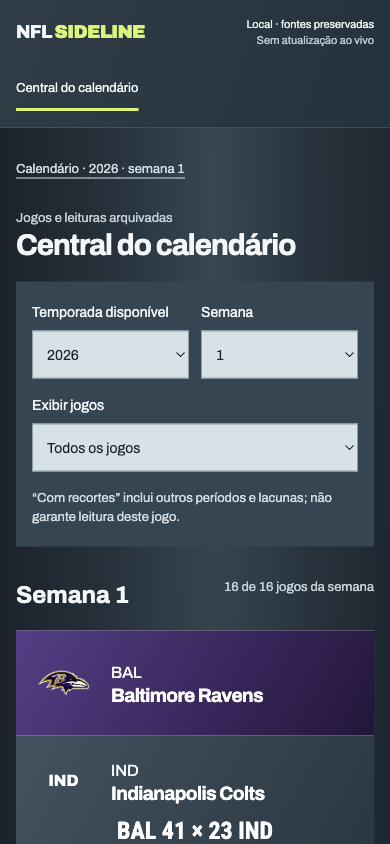 NFL SIDELINE
Local · fontes preservadas
Sem atualização ao vivo
Central do calendário
Calendário · 2026 · semana 1
Jogos e leituras arquivadas
Central do calendário
Temporada disponível
Semana
2026
1
Exibir jogos
Todos os jogos
“Com recortes” inclui outros períodos e lacunas; não
garante leitura deste jogo.
Semana 1
16 de 16 jogos da semana
BAL
Baltimore Ravens
IND
IND
Indianapolis Colts
BAL 41 × 23 IND